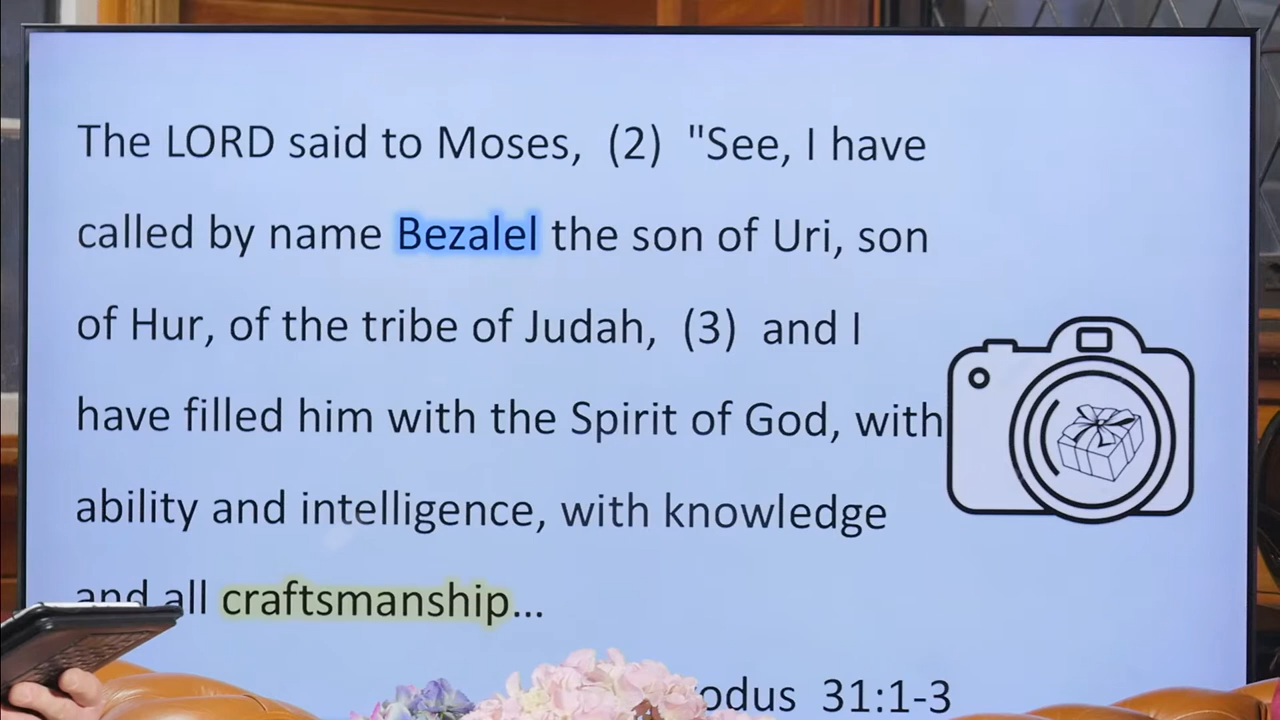 The LORD said to Moses, (2) "See, I have
called by name Bezalel the son of Uri, son
of Hur, of the tribe of Judah, (3) and I
have filled him with the Spirit of God, with
ability and intelligence, with knowledge
and all craftsmanship...
odus 31:1-3